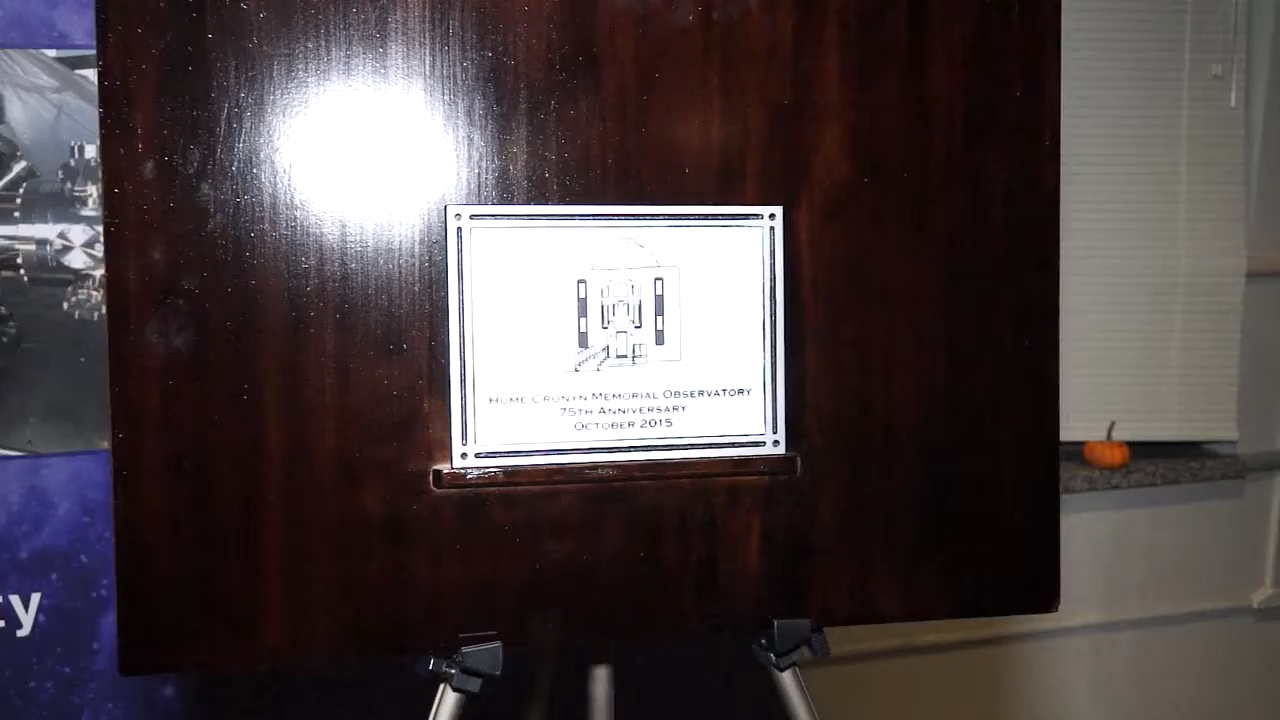 HUME CRONYN MEMORIAL OBSERVATORY
75TH ANNIVERSARY
OCTOBER 2015
ty